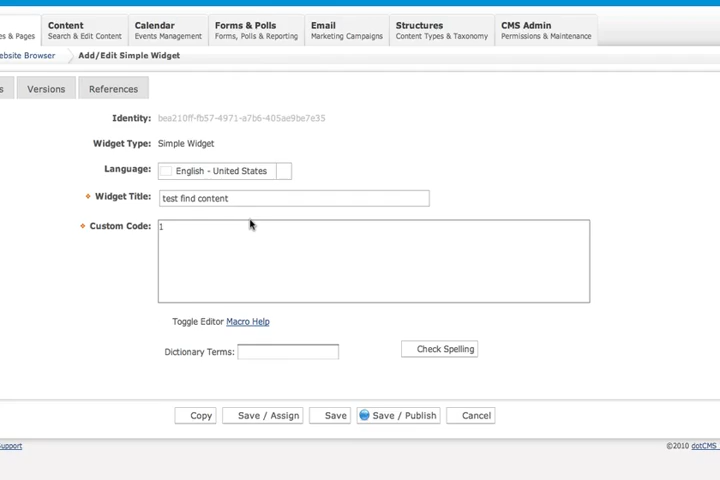 Content Calendar Forms & Polls Email Structures CMS Admin
es & Pages Search & Edit Content Events Management Forms, Polls & Reporting Marketing Campaigns Content Types & Taxonomy Permissions & Maintenance
ebsite Browser Add/Edit Simple Widget
s Versions References
Identity: bea210ff-fb57-4971-a7b6-405ae9be7e35
Widget Type: Simple Widget
Language: English - United States
Widget Title: test find content
Custom Code: 1
Toggle Editor Macro Help
Dictionary Terms: Check Spelling
Copy Save / Assign Save Save / Publish Cancel
Support ©2010 dotCMS